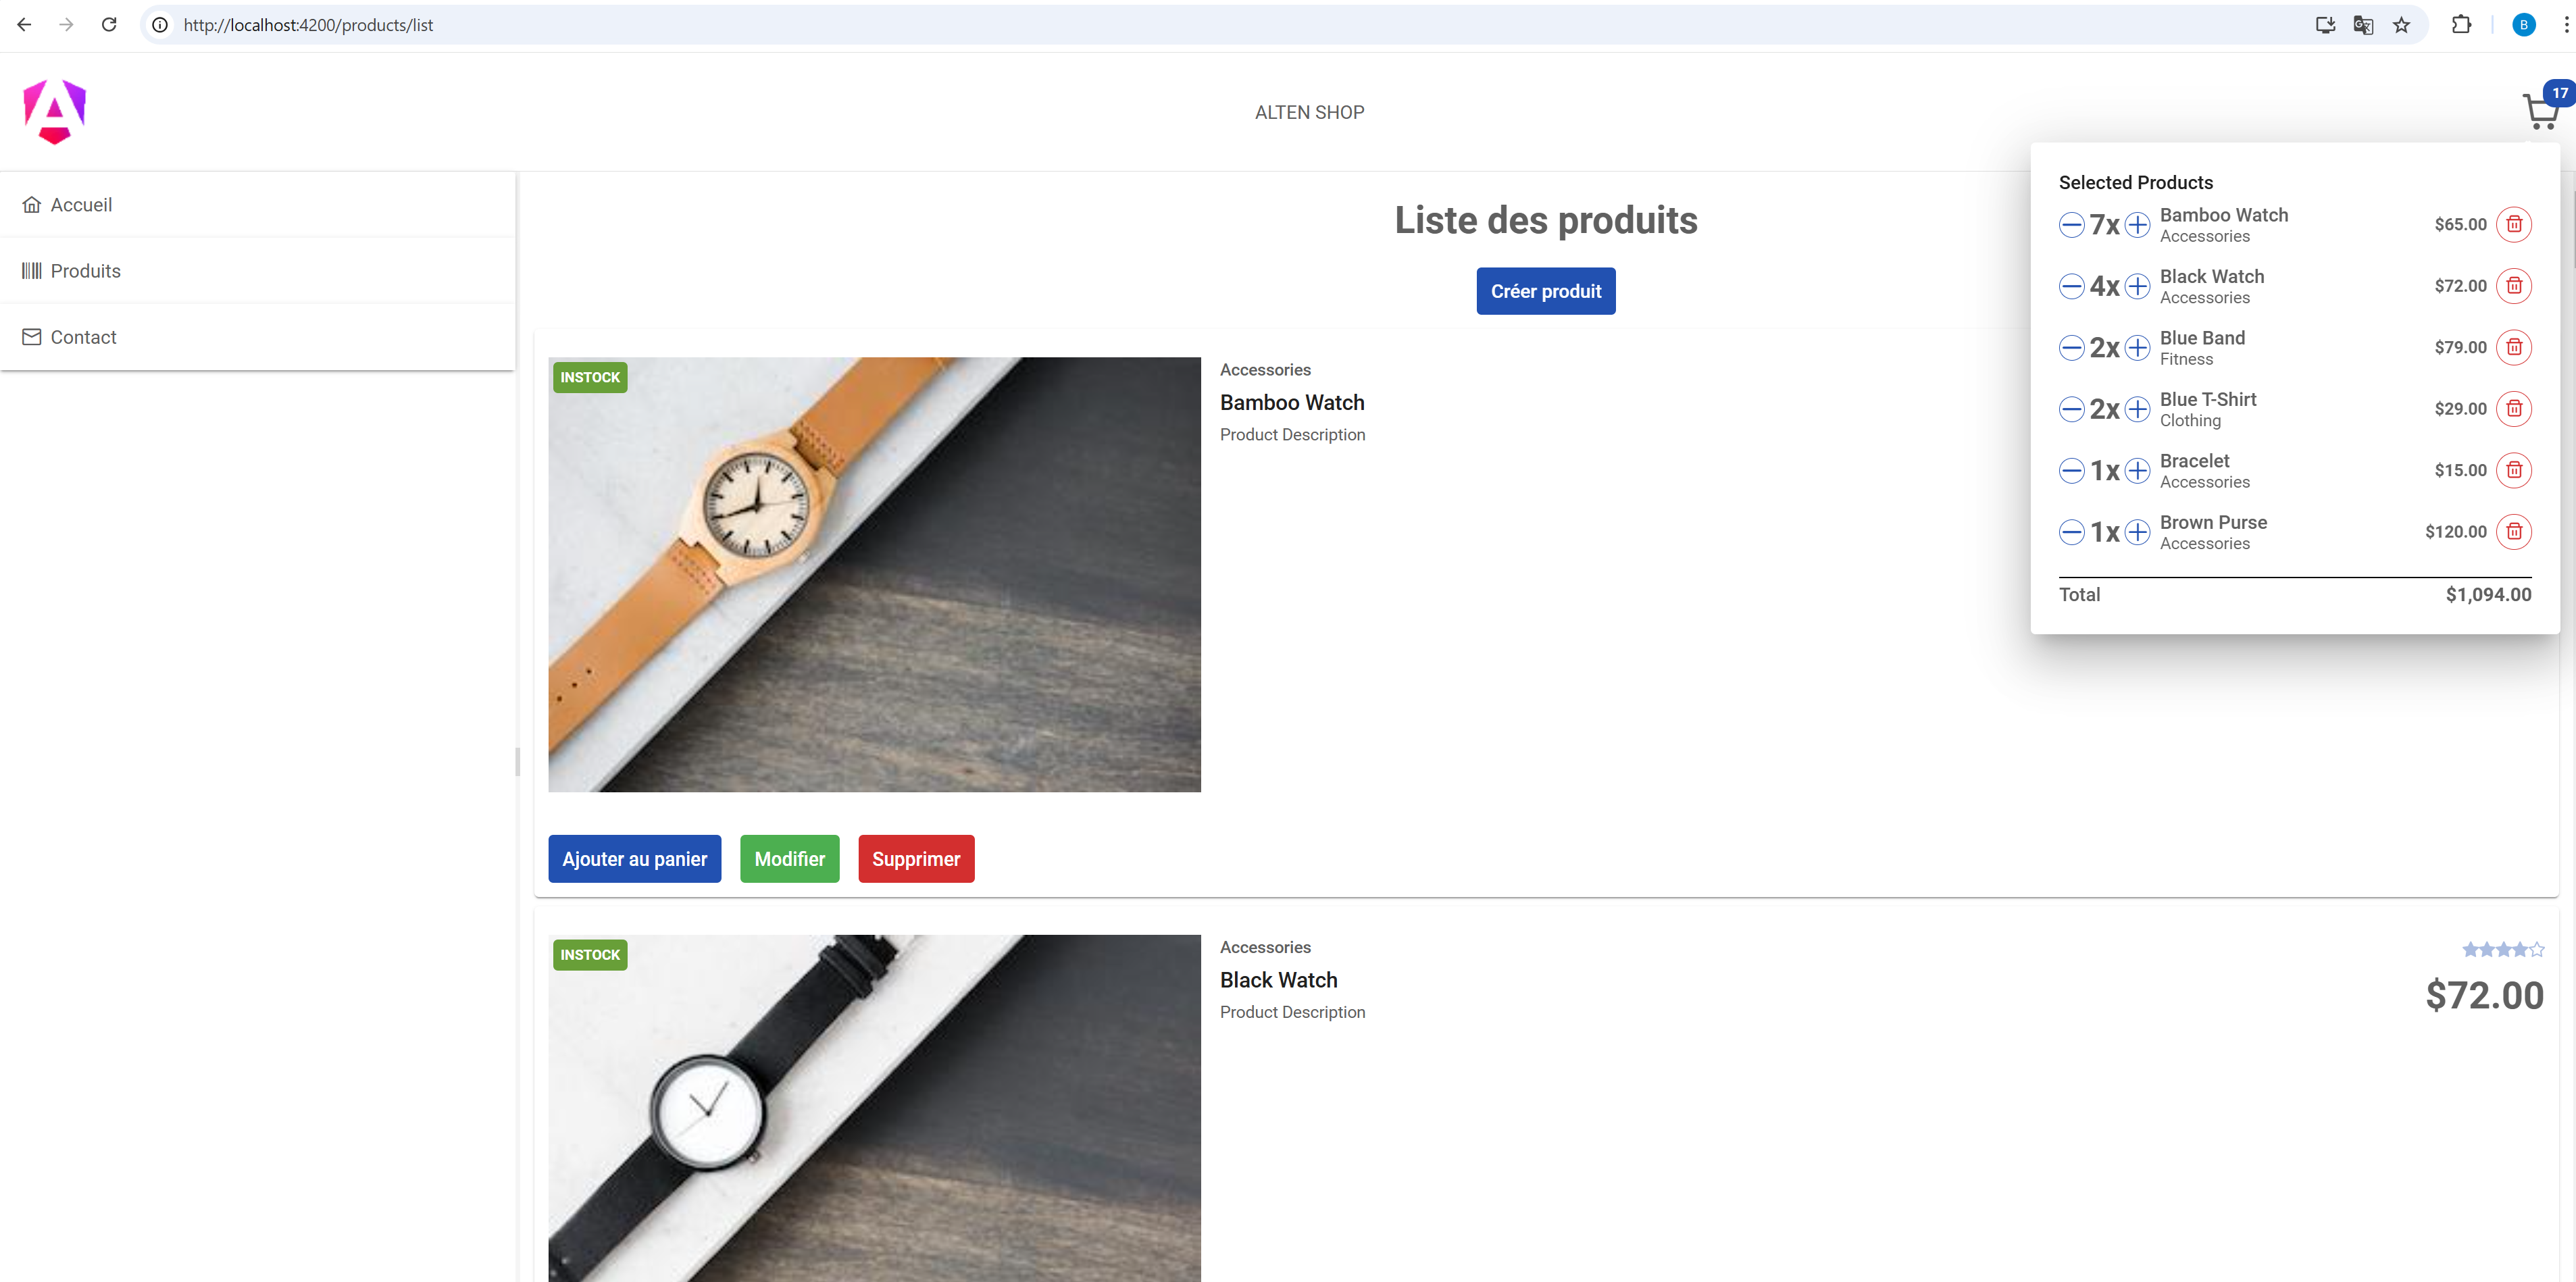 http://localhost:4200/products/list
B
ALTEN SHOP
17
Accueil
Produits
Contact
Liste des produits
Créer produit
Selected Products
7x Bamboo Watch $65.00
Accessories
4x Black Watch $72.00
Accessories
2x Blue Band $79.00
Fitness
2x Blue T-Shirt $29.00
Clothing
1x Bracelet $15.00
Accessories
1x Brown Purse $120.00
Accessories
Total $1,094.00
INSTOCK
Accessories
Bamboo Watch
Product Description
Ajouter au panier Modifier Supprimer
INSTOCK
Accessories
Black Watch
Product Description
$72.00